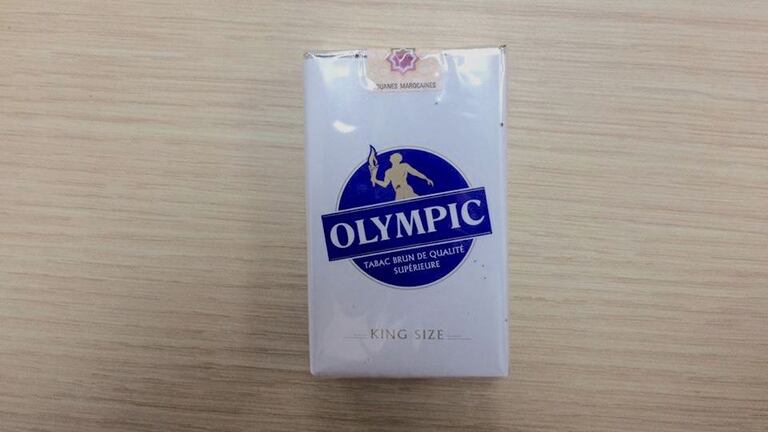 DOUANES MAROCAINES
OLYMPIC
TABAC BRUN DE QUALITÉ
SUPÉRIEURE
KING SIZE